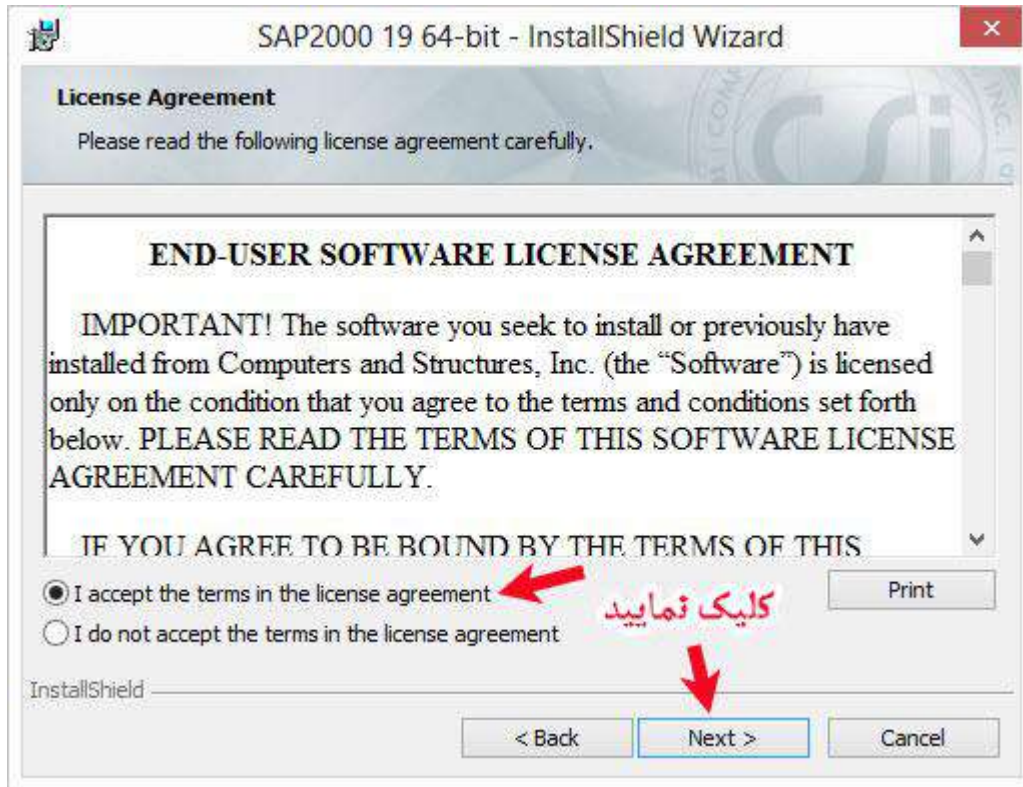 SAP2000 19 64-bit - InstallShield Wizard
License Agreement
Please read the following license agreement carefully.
CSi
END-USER SOFTWARE LICENSE AGREEMENT
IMPORTANT! The software you seek to install or previously have
installed from Computers and Structures, Inc. (the “Software”) is licensed
only on the condition that you agree to the terms and conditions set forth
below. PLEASE READ THE TERMS OF THIS SOFTWARE LICENSE
AGREEMENT CAREFULLY.
IF YOU AGREE TO BE BOUND BY THE TERMS OF THIS
I accept the terms in the license agreement
کلیک نمایید
Print
I do not accept the terms in the license agreement
InstallShield
< Back
Next >
Cancel